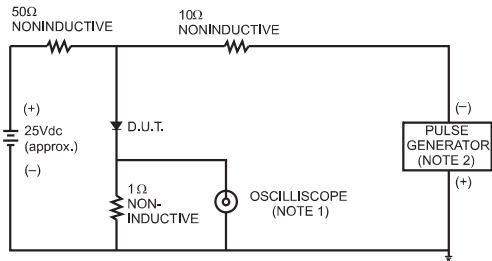 50Ω
NONINDUCTIVE
10Ω
NONINDUCTIVE
(+)
25Vdc
(approx.)
(–)
D.U.T.
1Ω
NON-
INDUCTIVE
OSCILLISCOPE
(NOTE 1)
(–)
PULSE
GENERATOR
(NOTE 2)
(+)